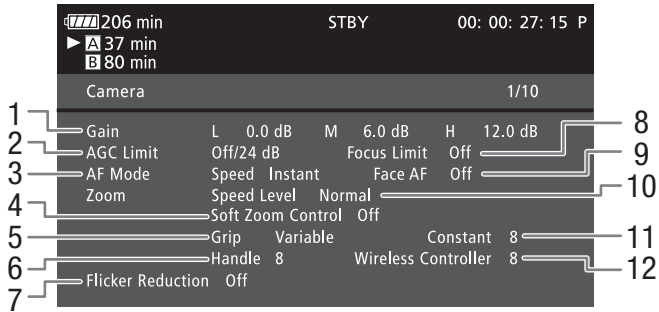 206 min STBY 00: 00: 27: 15 P
A 37 min
B 80 min
Camera 1/10
1 Gain L 0.0 dB M 6.0 dB H 12.0 dB 8
2 AGC Limit Off/24 dB Focus Limit Off 9
3 AF Mode Speed Instant Face AF Off 10
Zoom Speed Level Normal
4 Soft Zoom Control Off
5 Grip Variable Constant 8 11
6 Handle 8 Wireless Controller 8 12
7 Flicker Reduction Off